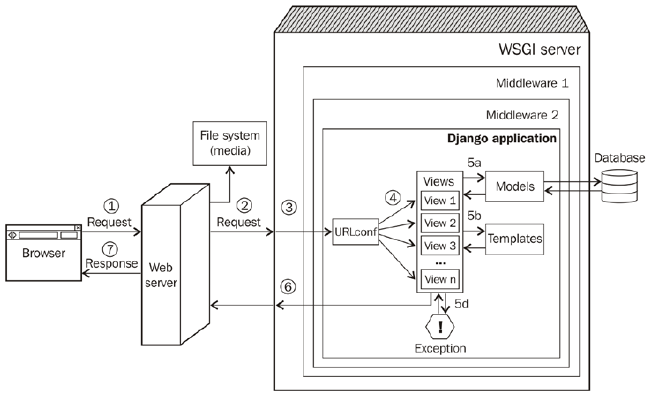 WSGI server
Middleware 1
Middleware 2
Django application
File system
(media)
Database
①
Request
②
Request
③
④
URLconf
Views
View 1
View 2
View 3
...
View n
5a
Models
5b
Templates
Browser
⑦
Response
Web
server
⑥
5d
!
Exception